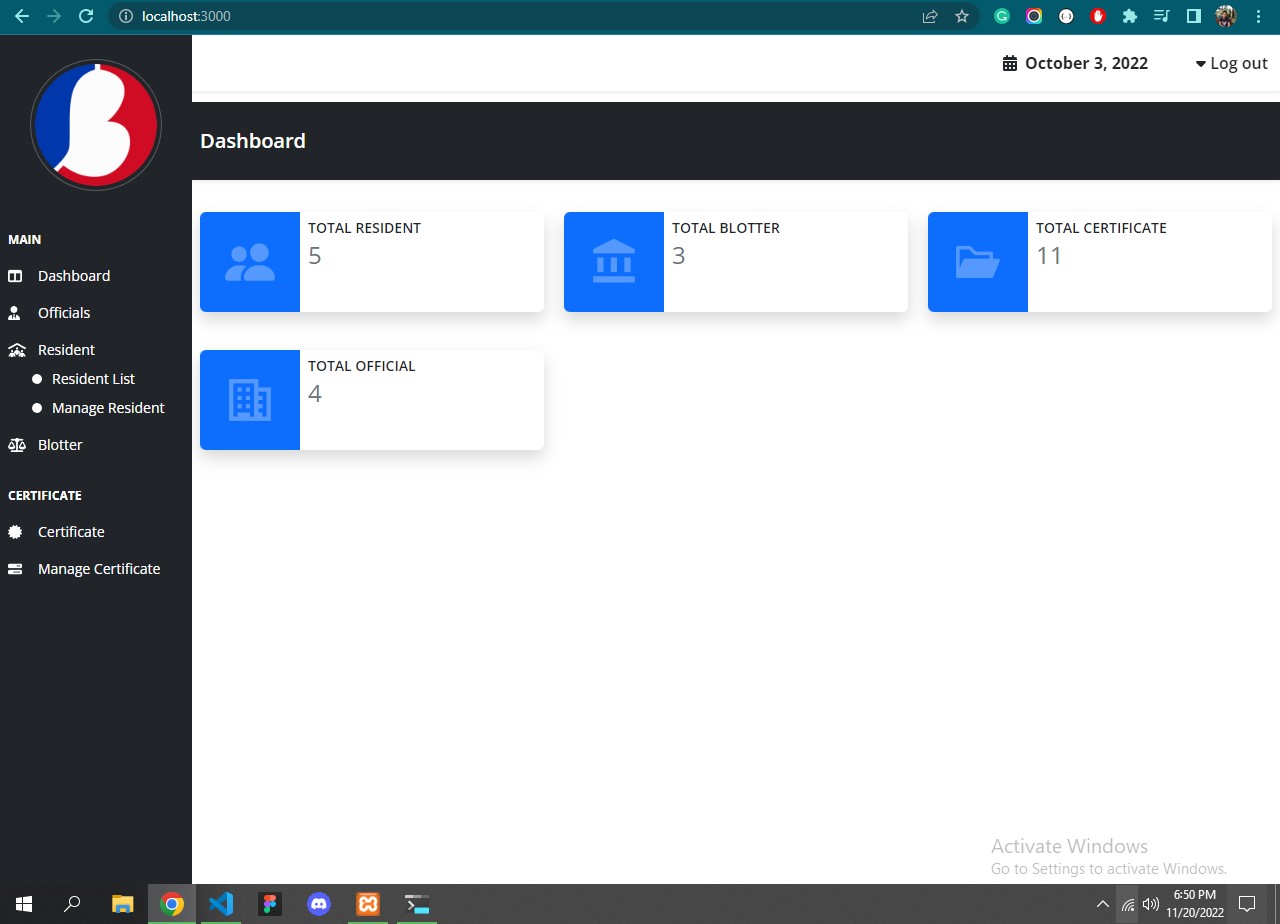 localhost:3000
October 3, 2022
Log out
Dashboard
MAIN
Dashboard
Officials
Resident
Resident List
Manage Resident
Blotter
CERTIFICATE
Certificate
Manage Certificate
TOTAL RESIDENT
5
TOTAL BLOTTER
3
TOTAL CERTIFICATE
11
TOTAL OFFICIAL
4
Activate Windows
Go to Settings to activate Windows.
6:50 PM
11/20/2022